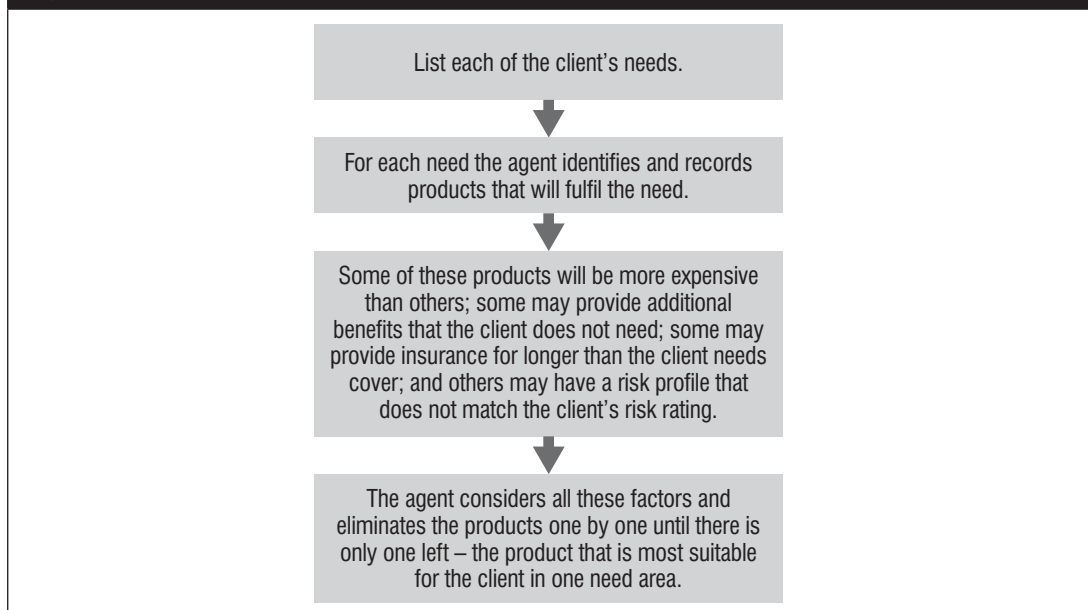 List each of the client’s needs.
For each need the agent identifies and records
products that will fulfil the need.
Some of these products will be more expensive
than others; some may provide additional
benefits that the client does not need; some may
provide insurance for longer than the client needs
cover; and others may have a risk profile that
does not match the client’s risk rating.
The agent considers all these factors and
eliminates the products one by one until there is
only one left – the product that is most suitable
for the client in one need area.